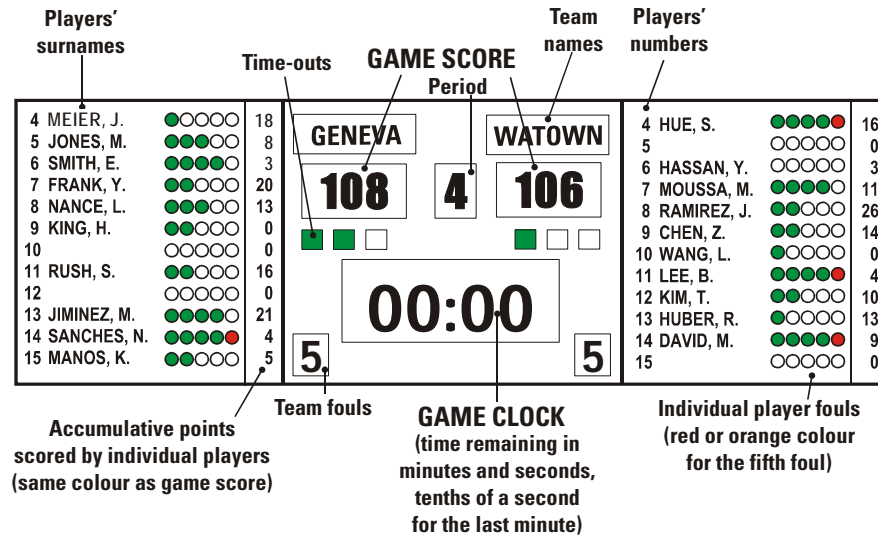 Players'
surnames
Time-outs
GAME SCORE
Period
Team
names
Players'
numbers
4 MEIER, J. 18
5 JONES, M. 8
6 SMITH, E. 3
7 FRANK, Y. 20
8 NANCE, L. 13
9 KING, H. 0
10 0
11 RUSH, S. 16
12 0
13 JIMINEZ, M. 21
14 SANCHES, N. 4
15 MANOS, K. 5
GENEVA WATOWN
108 4 106
00:00
5 5
4 HUE, S. 16
5 0
6 HASSAN, Y. 3
7 MOUSSA, M. 11
8 RAMIREZ, J. 26
9 CHEN, Z. 14
10 WANG, L. 0
11 LEE, B. 4
12 KIM, T. 10
13 HUBER, R. 13
14 DAVID, M. 9
15 0
Accumulative points
scored by individual players
(same colour as game score)
Team fouls
GAME CLOCK
(time remaining in
minutes and seconds,
tenths of a second
for the last minute)
Individual player fouls
(red or orange colour
for the fifth foul)